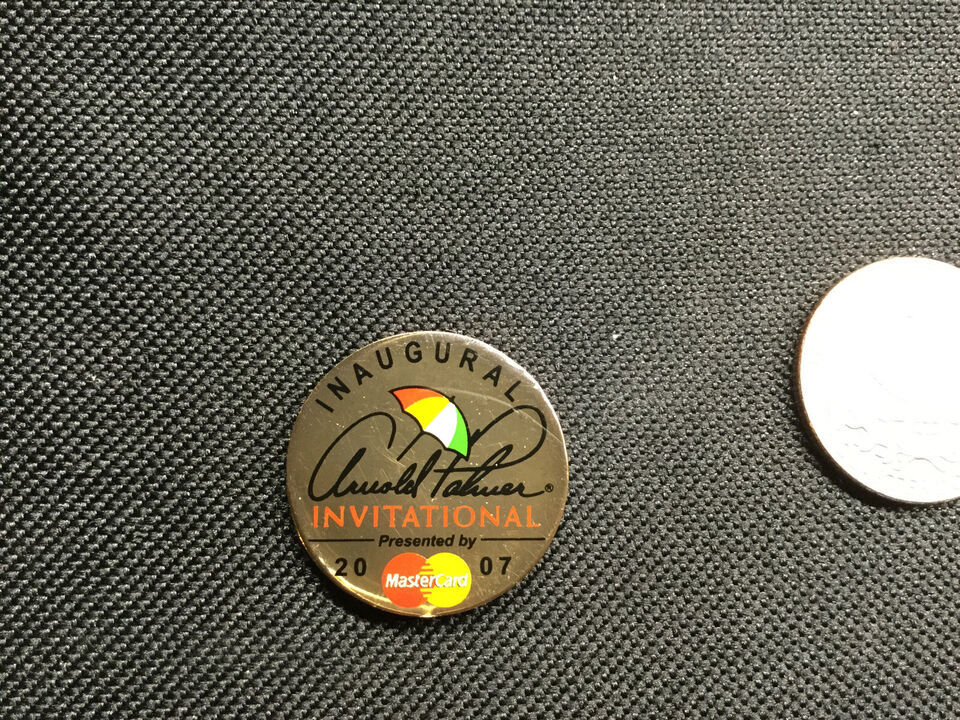 INAUGURAL
Arnold Palmer®
INVITATIONAL
Presented by
20 07
MasterCard